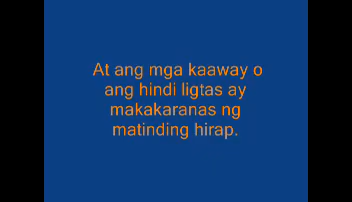 At ang mga kaaway o
ang hindi ligtas ay
makakaranas ng
matinding hirap.